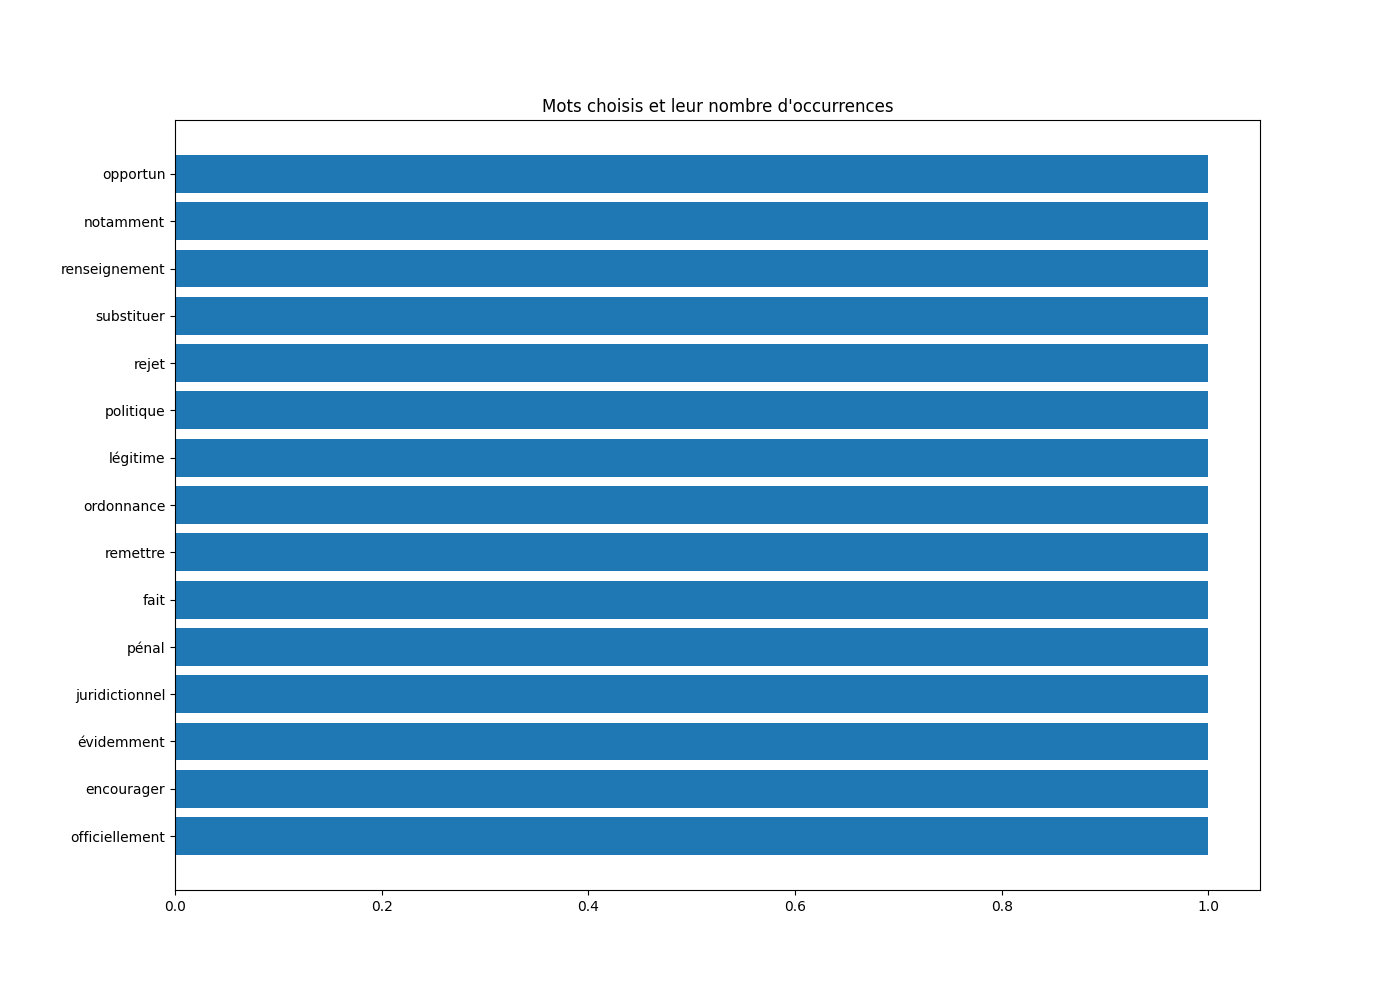 Mots choisis et leur nombre d'occurrences
opportun
notamment
renseignement
substituer
rejet
politique
légitime
ordonnance
remettre
fait
pénal
juridictionnel
évidemment
encourager
officiellement
0.0 0.2 0.4 0.6 0.8 1.0